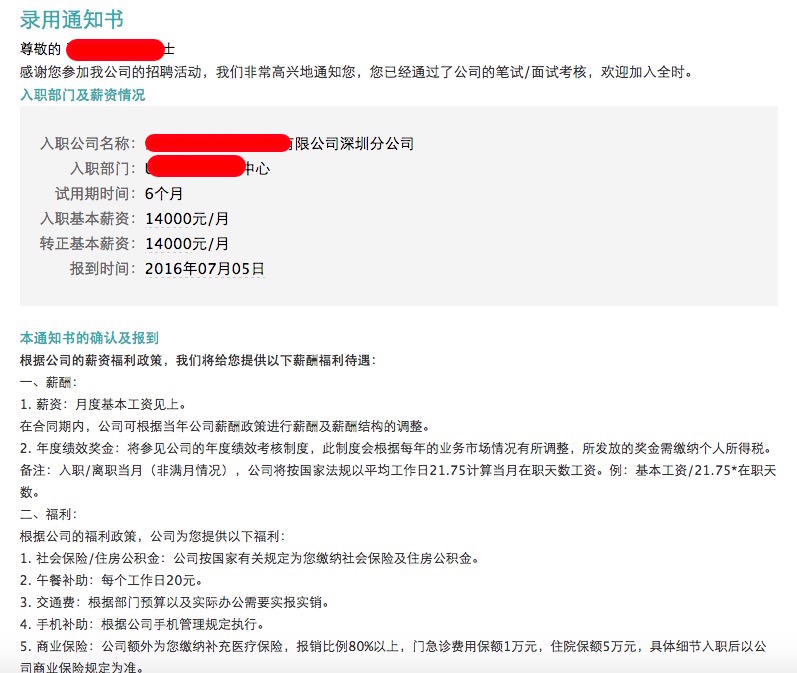 录用通知书
尊敬的 士
感谢您参加我公司的招聘活动，我们非常高兴地通知您，您已经通过了公司的笔试/面试考核，欢迎加入全时。
入职部门及薪资情况
入职公司名称： 有限公司深圳分公司
入职部门： 中心
试用期时间： 6个月
入职基本薪资： 14000元/月
转正基本薪资： 14000元/月
报到时间： 2016年07月05日
本通知书的确认及报到
根据公司的薪资福利政策，我们将给您提供以下薪酬福利待遇：
一、薪酬：
1. 薪资：月度基本工资见上。
在合同期内，公司可根据当年公司薪酬政策进行薪酬及薪酬结构的调整。
2. 年度绩效奖金：将参见公司的年度绩效考核制度，此制度会根据每年的业务市场情况有所调整，所发放的奖金需缴纳个人所得税。
备注：入职/离职当月（非满月情况），公司将按国家法规以平均工作日21.75计算当月在职天数工资。例：基本工资/21.75*在职天
数。
二、福利：
根据公司的福利政策，公司为您提供以下福利：
1. 社会保险/住房公积金：公司按国家有关规定为您缴纳社会保险及住房公积金。
2. 午餐补助：每个工作日20元。
3. 交通费：根据部门预算以及实际办公需要实报实销。
4. 手机补助：根据公司手机管理规定执行。
5. 商业保险：公司额外为您缴纳补充医疗保险，报销比例80%以上，门急诊费用保额1万元，住院保额5万元，具体细节入职后以公
司商业保险规定为准。